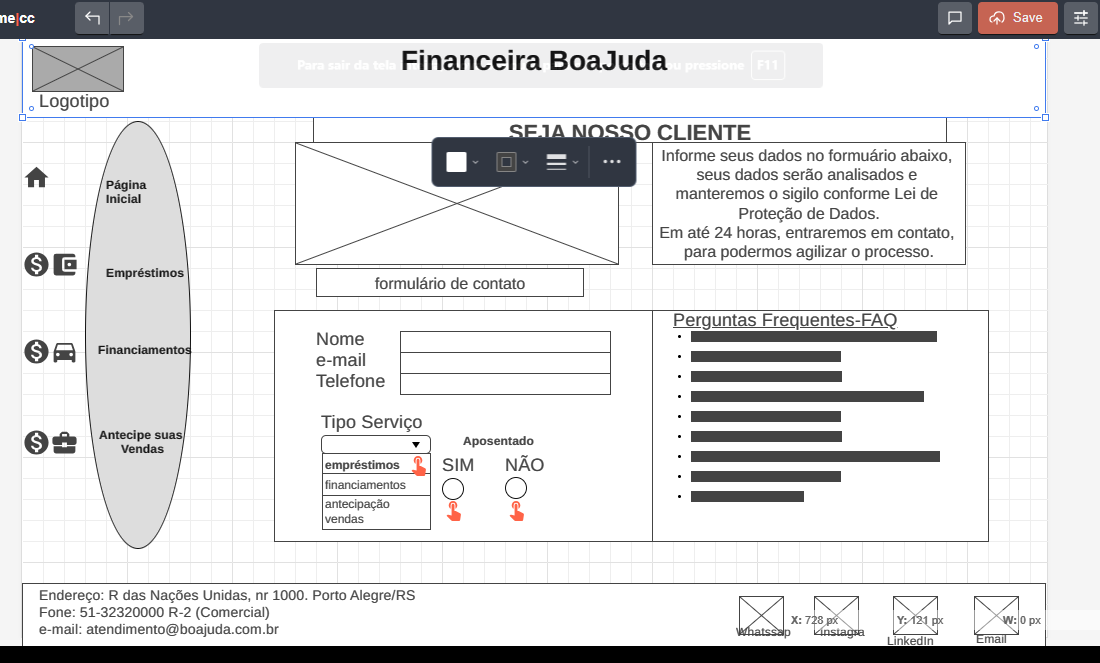 me|cc
Save
Para sair da tela
ou pressione
F11
Financeira BoaJuda
Logotipo
SEJA NOSSO CLIENTE
Informe seus dados no formuário abaixo,
seus dados serão analisados e
manteremos o sigilo conforme Lei de
Proteção de Dados.
Em até 24 horas, entraremos em contato,
para podermos agilizar o processo.
Página
Inicial
Empréstimos
Financiamentos
Antecipe suas
Vendas
formulário de contato
Nome
e-mail
Telefone
Tipo Serviço
empréstimos
financiamentos
antecipação
vendas
Aposentado
SIM NÃO
Perguntas Frequentes-FAQ
Endereço: R das Nações Unidas, nr 1000. Porto Alegre/RS
Fone: 51-32320000 R-2 (Comercial)
e-mail: atendimento@boajuda.com.br
X: 728 px Y: 121 px W: 0 px
Whatssap Instagra LinkedIn Email